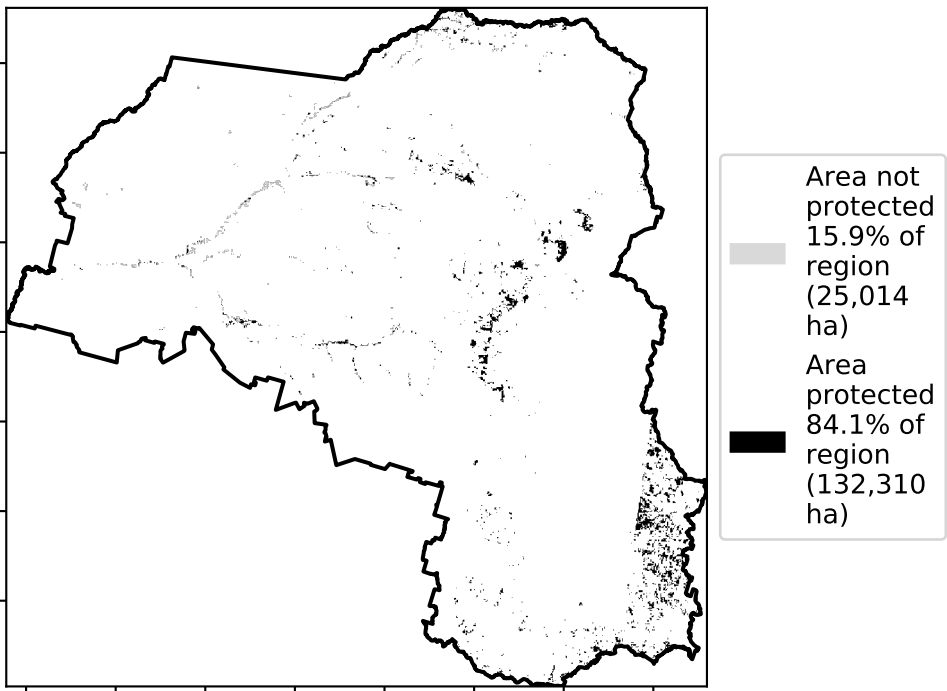 Area not
protected
15.9% of
region
(25,014
ha)
Area
protected
84.1% of
region
(132,310
ha)